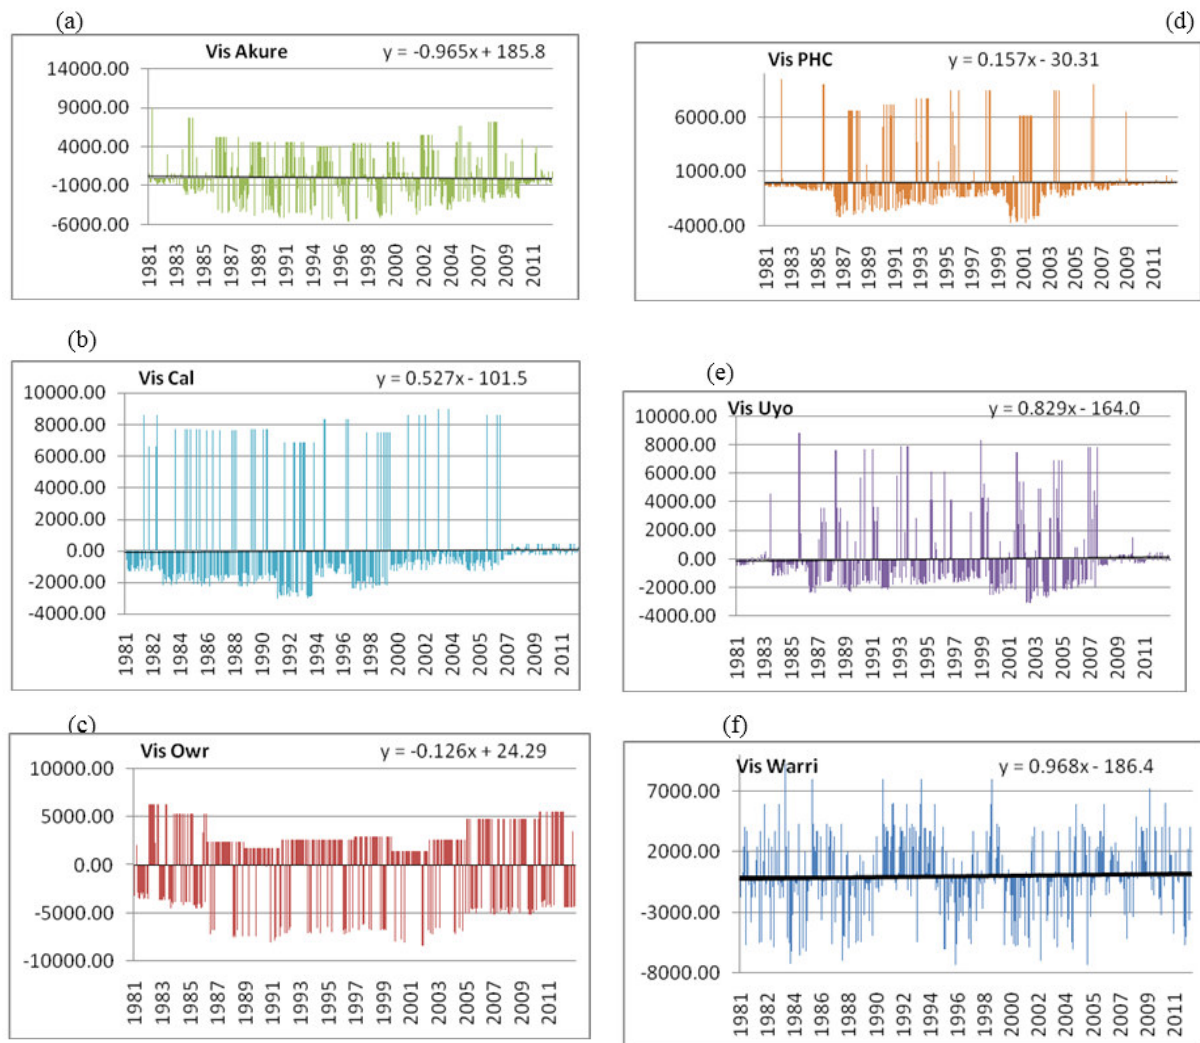 (a)
Vis Akure y = -0.965x + 185.8
14000.00
9000.00
4000.00
-1000.00
-6000.00
1981 1983 1985 1987 1989 1991 1994 1996 1998 2000 2002 2004 2007 2009 2011
(d)
Vis PHC y = 0.157x - 30.31
6000.00
1000.00
-4000.00
1981 1983 1985 1987 1989 1991 1993 1995 1997 1999 2001 2003 2005 2007 2009 2011
(b)
Vis Cal y = 0.527x - 101.5
10000.00
8000.00
6000.00
4000.00
2000.00
0.00
-2000.00
-4000.00
1981 1982 1984 1986 1988 1990 1992 1994 1996 1998 2000 2002 2003 2005 2007 2009 2011
(e)
Vis Uyo y = 0.829x - 164.0
10000.00
8000.00
6000.00
4000.00
2000.00
0.00
-2000.00
-4000.00
1981 1983 1985 1987 1989 1991 1993 1995 1997 1999 2001 2003 2005 2007 2009 2011
(c)
Vis Owr y = -0.126x + 24.29
10000.00
5000.00
0.00
-5000.00
-10000.00
1981 1983 1985 1987 1989 1991 1993 1995 1997 1999 2001 2003 2005 2007 2009 2011
(f)
Vis Warri y = 0.968x - 186.4
7000.00
2000.00
-3000.00
-8000.00
1981 1982 1984 1986 1988 1990 1992 1994 1996 1998 2000 2002 2004 2005 2007 2009 2011